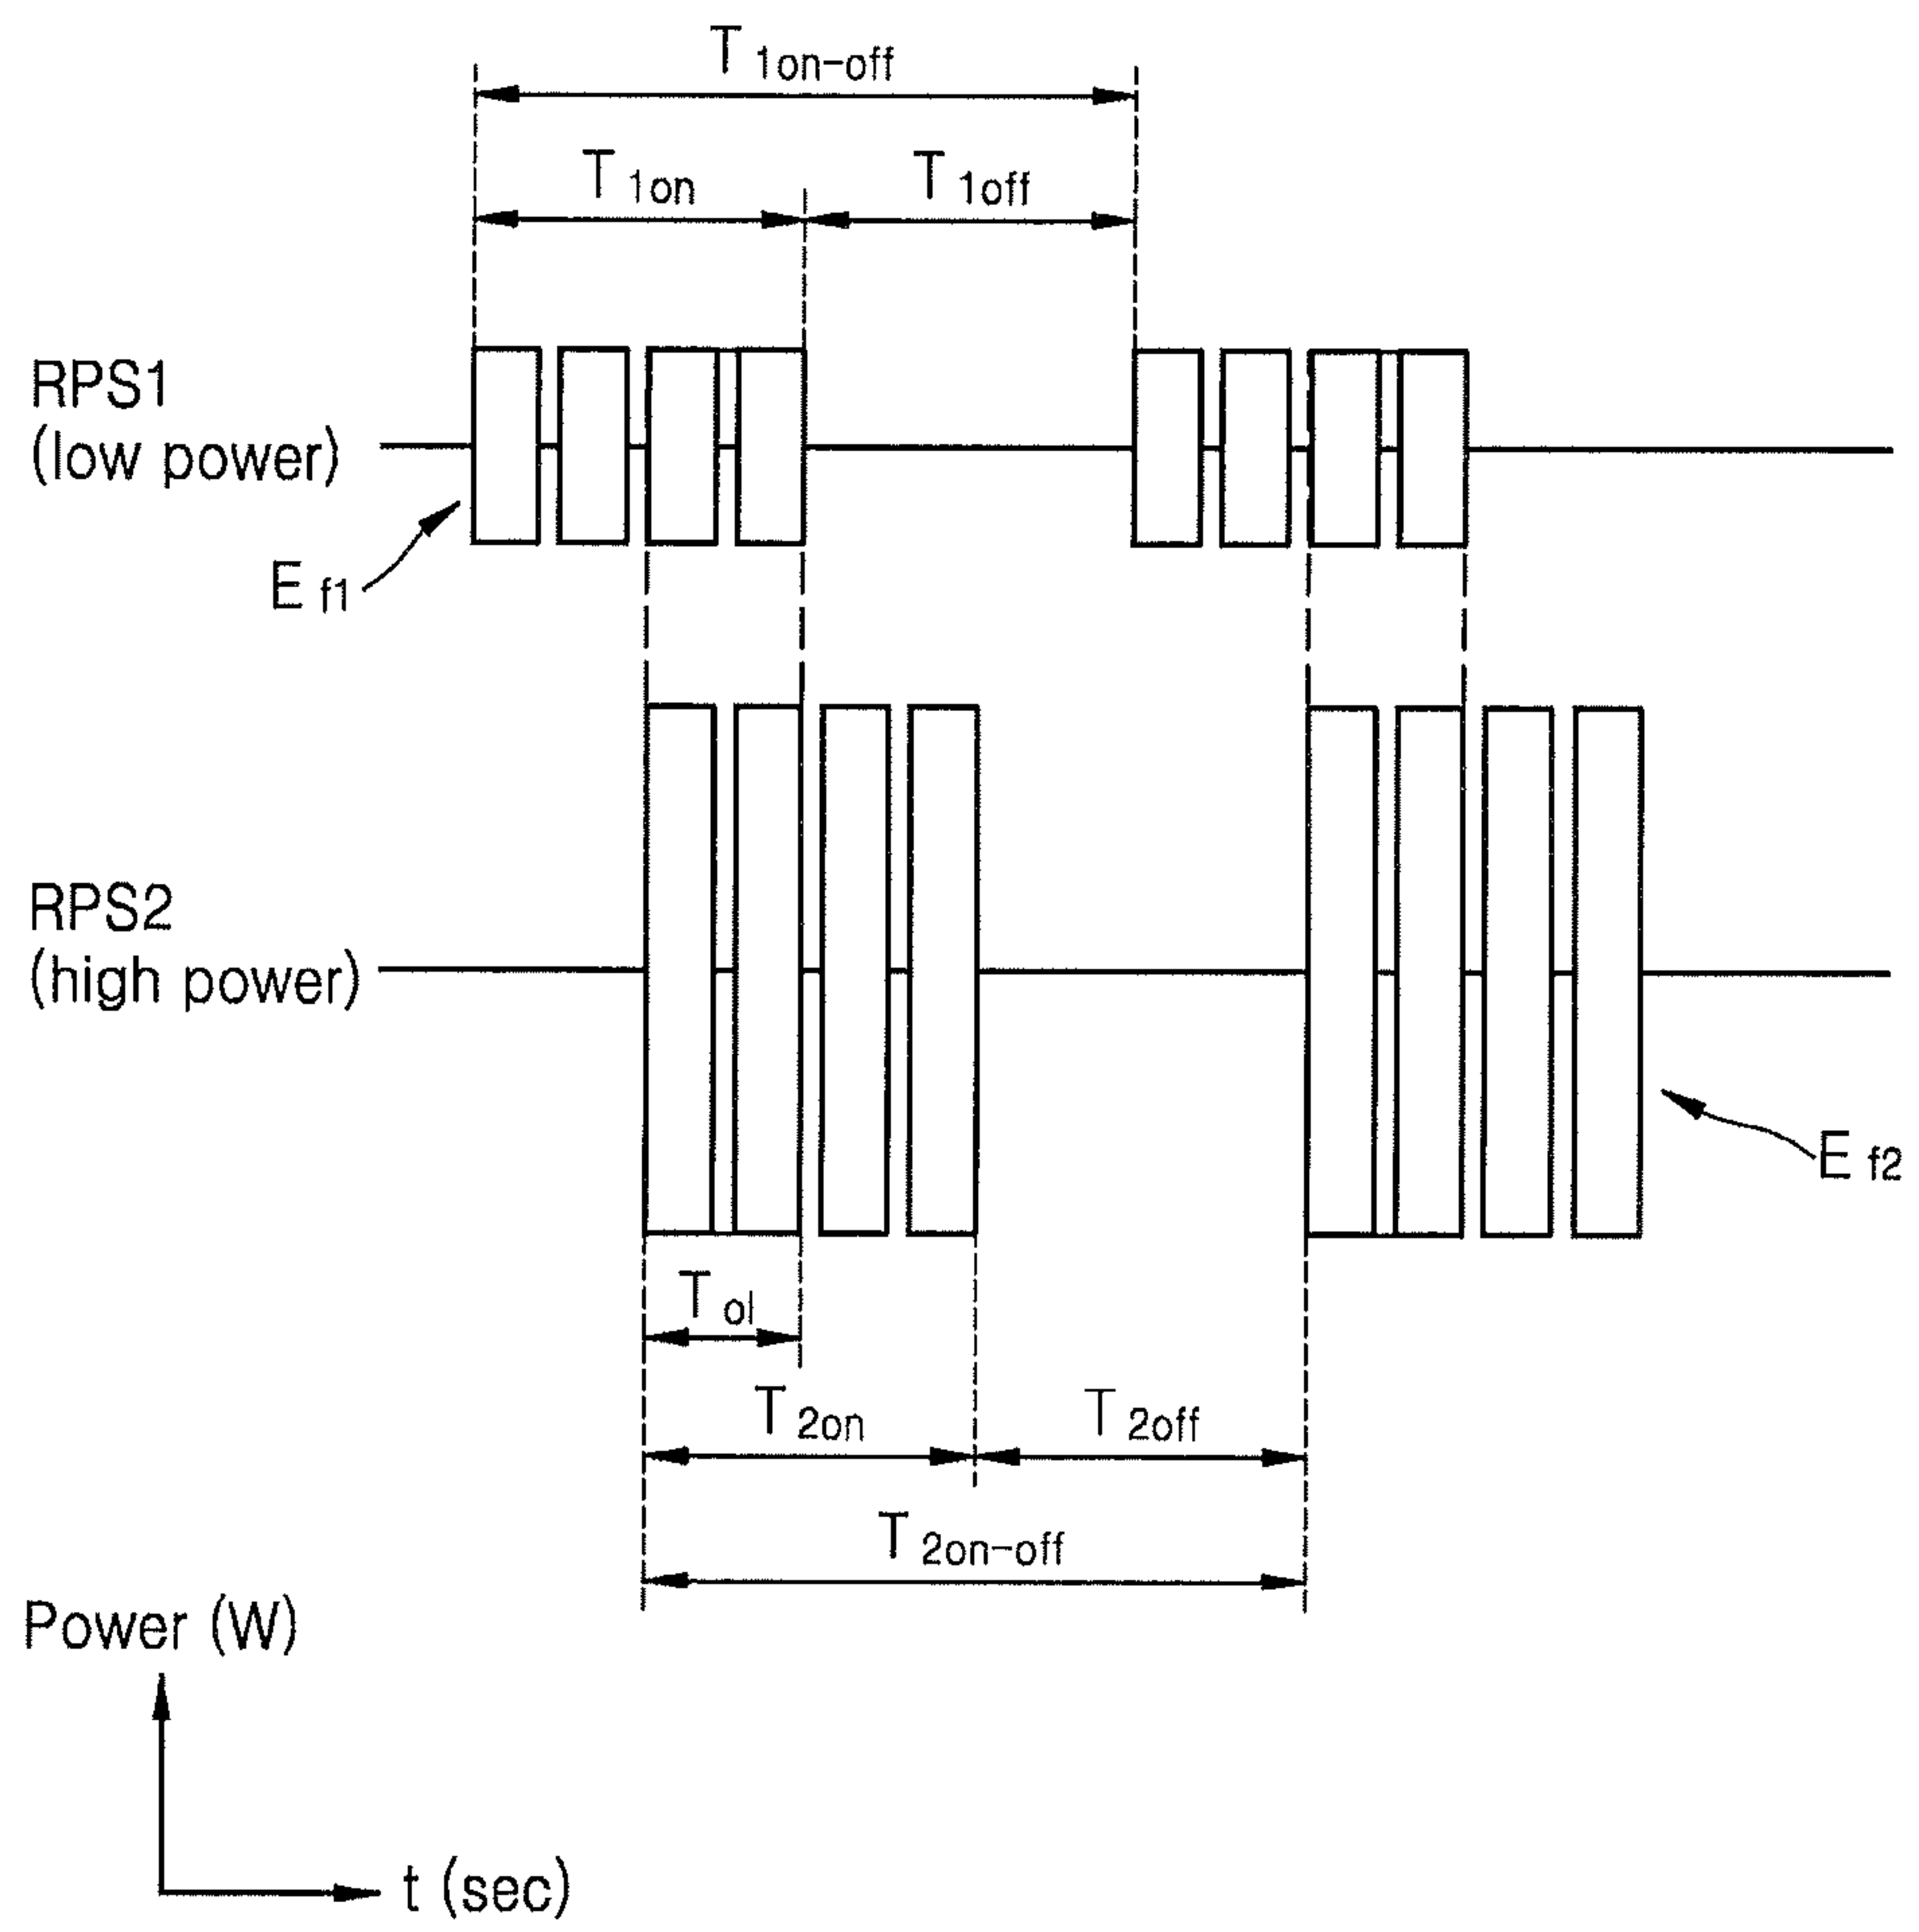 T 1on-off
T 1on
T 1off
RPS1
(low power)
E f1
RPS2
(high power)
E f2
T ol
T 2on
T 2off
T 2on-off
Power (W)
t (sec)